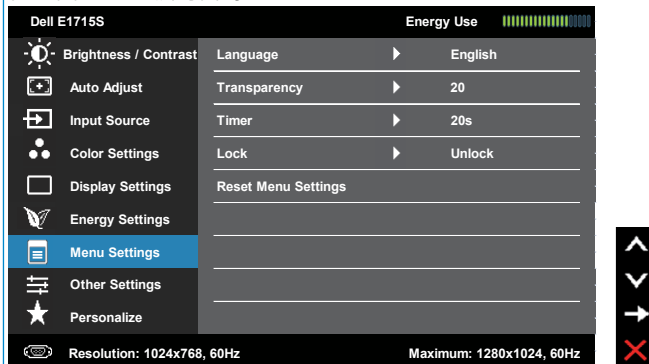 Dell E1715S Energy Use
Brightness / Contrast Language English
Auto Adjust Transparency 20
Input Source Timer 20s
Color Settings Lock Unlock
Display Settings Reset Menu Settings
Energy Settings
Menu Settings
Other Settings
Personalize
Resolution: 1024x768, 60Hz Maximum: 1280x1024, 60Hz